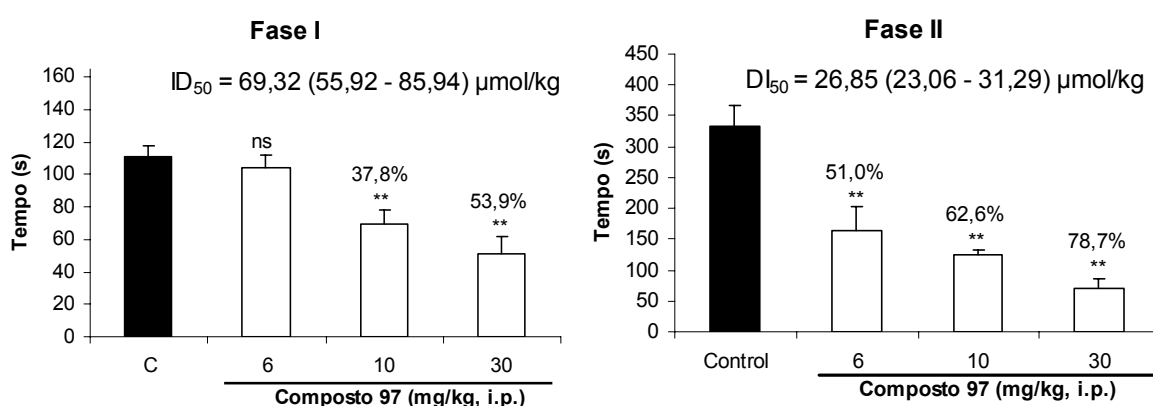 Fase I
ID50 = 69,32 (55,92 - 85,94) µmol/kg
Tempo (s)
160
140
120
100
80
60
40
20
0
ns
37,8%
**
53,9%
**
C 6 10 30
Composto 97 (mg/kg, i.p.)
Fase II
DI50 = 26,85 (23,06 - 31,29) µmol/kg
Tempo (s)
450
400
350
300
250
200
150
100
50
0
51,0%
**
62,6%
**
78,7%
**
Control 6 10 30
Composto 97 (mg/kg, i.p.)